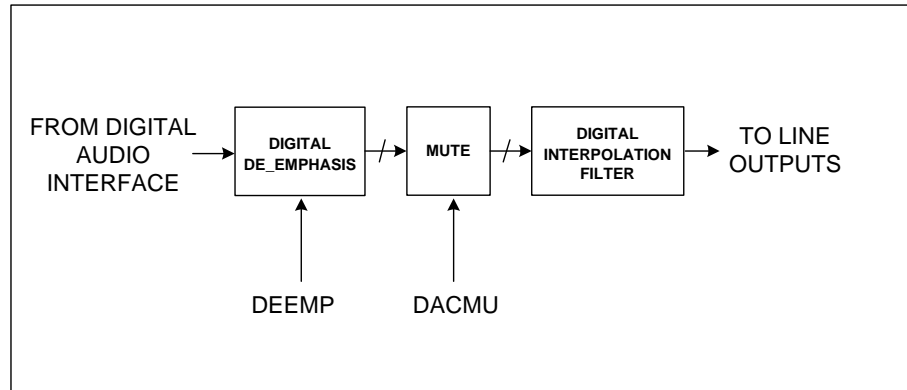 FROM DIGITAL
AUDIO
INTERFACE
DIGITAL
DE_EMPHASIS
MUTE
DIGITAL
INTERPOLATION
FILTER
TO LINE
OUTPUTS
DEEMP
DACMU